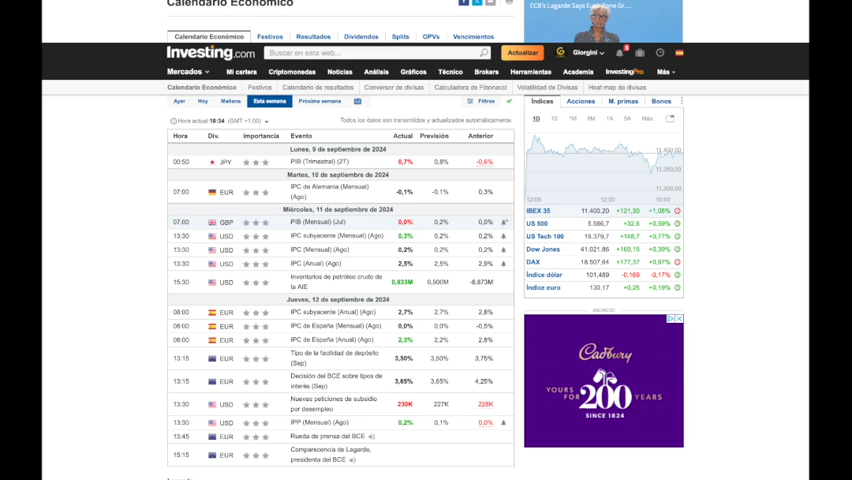 Calendario Económico
ECB's Lagarde Says Euro Zone Gr...
Calendario Económico Festivos Resultados Dividendos Splits OPVs Vencimientos
Investing.com Buscar en esta web... Actualizar Giorgini
Mercados Mi cartera Criptomonedas Noticias Análisis Gráficos Técnico Brokers Herramientas Academia InvestingPro Más
Calendario Económico Festivos Calendario de resultados Conversor de divisas Calculadora de Fibonacci Volatilidad de Divisas Heat map de divisas
Ayer Hoy Mañana Esta semana Próxima semana Filtros
Hora actual: 18:34 (GMT +1:00) Todos los datos son transmitidos y actualizados automáticamente.
Hora Div. Importancia Evento Actual Previsión Anterior
Lunes, 9 de septiembre de 2024
00:50 JPY PIB (Trimestral) (2T) 0,7% 0,8% -0,6%
Martes, 10 de septiembre de 2024
07:00 EUR IPC de Alemania (Mensual) (Ago) -0,1% -0,1% 0,3%
Miércoles, 11 de septiembre de 2024
07:00 GBP PIB (Mensual) (Jul) 0,0% 0,2% 0,0%
13:30 USD IPC subyacente (Mensual) (Ago) 0,3% 0,2% 0,2%
13:30 USD IPC (Mensual) (Ago) 0,2% 0,2% 0,2%
13:30 USD IPC (Anual) (Ago) 2,5% 2,5% 2,9%
15:30 USD Inventarios de petróleo crudo de la AIE 0,833M 0,900M -6,873M
Jueves, 12 de septiembre de 2024
08:00 EUR IPC subyacente (Anual) (Ago) 2,7% 2,7% 2,8%
08:00 EUR IPC de España (Mensual) (Ago) 0,0% 0,0% -0,5%
08:00 EUR IPC de España (Anual) (Ago) 2,3% 2,2% 2,8%
13:15 EUR Tipo de la facilidad de depósito (Sep) 3,50% 3,50% 3,75%
13:15 EUR Decisión del BCE sobre tipos de interés (Sep) 3,65% 3,65% 4,25%
13:30 USD Nuevas peticiones de subsidio por desempleo 230K 227K 228K
13:30 USD IPP (Mensual) (Ago) 0,2% 0,1% 0,0%
13:45 EUR Rueda de prensa del BCE
15:15 EUR Comparecencia de Lagarde, presidenta del BCE
Índices Acciones M. primas Bonos
1D 1S 1M 6M 1A 5A Máx.
11.400,00
11.350,00
11.300,00
12/09 12:00 15:30
IBEX 35 11.400,20 +121,30 +1,08%
US 500 5.586,7 +32,6 +0,59%
US Tech 100 19.379,7 +148,7 +0,77%
Dow Jones 41.021,86 +160,15 +0,39%
DAX 18.507,64 +177,37 +0,97%
Índice dólar 101,489 -0,169 -0,17%
Índice euro 130,17 +0,25 +0,19%
ANUNCIO
Cadbury
YOURS FOR 200 YEARS
SINCE 1824